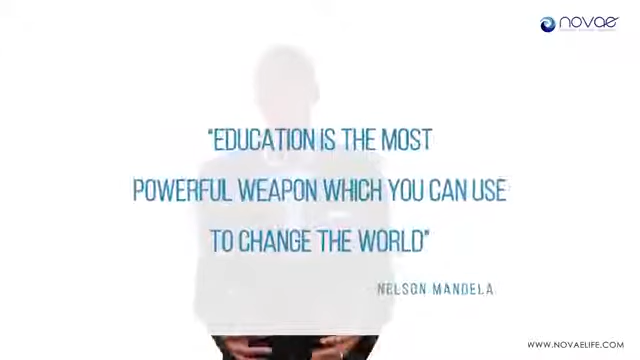 novae
"EDUCATION IS THE MOST
POWERFUL WEAPON WHICH YOU CAN USE
TO CHANGE THE WORLD"
NELSON MANDELA
WWW.NOVAELIFE.COM